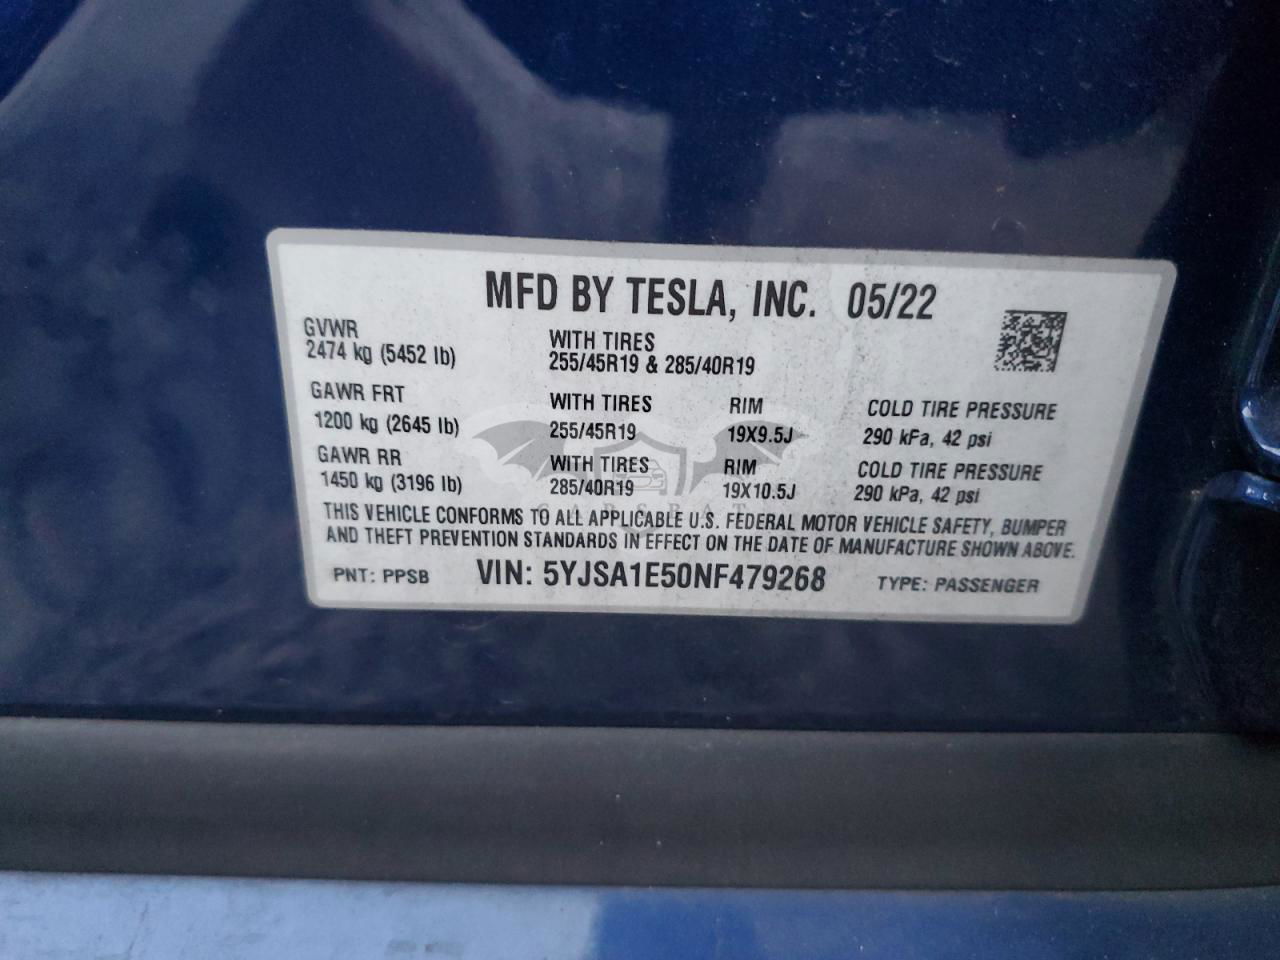 MFD BY TESLA, INC. 05/22
GVWR
2474 kg (5452 lb)
WITH TIRES
255/45R19 & 285/40R19
GAWR FRT
1200 kg (2645 lb)
WITH TIRES
255/45R19
RIM
19X9.5J
COLD TIRE PRESSURE
290 kFa, 42 psi
GAWR RR
1450 kg (3196 lb)
WITH TIRES
285/40R19
RIM
19X10.5J
COLD TIRE PRESSURE
290 kPa, 42 psi
THIS VEHICLE CONFORMS TO ALL APPLICABLE U.S. FEDERAL MOTOR VEHICLE SAFETY, BUMPER
AND THEFT PREVENTION STANDARDS IN EFFECT ON THE DATE OF MANUFACTURE SHOWN ABOVE.
PNT: PPSB VIN: 5YJSA1E50NF479268 TYPE: PASSENGER
CARSBAT